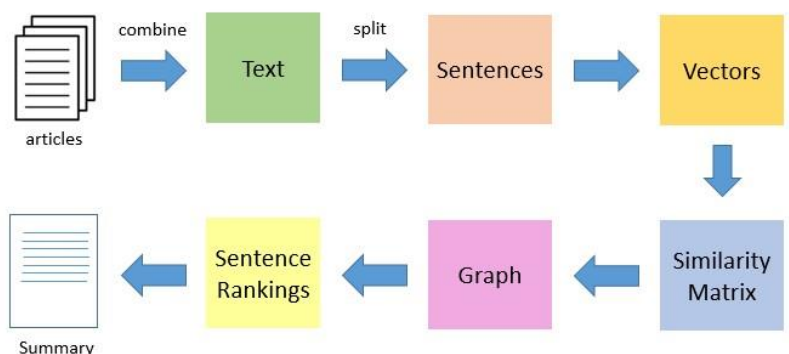 combine
split
Text
Sentences
Vectors
articles
Sentence
Rankings
Graph
Similarity
Matrix
Summary